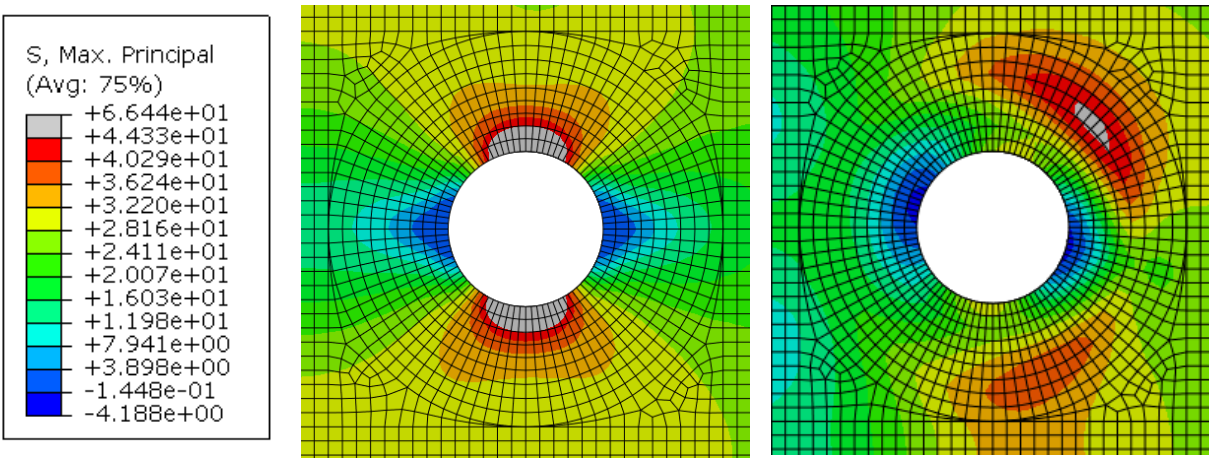 S, Max. Principal
(Avg: 75%)
+6.644e+01
+4.433e+01
+4.029e+01
+3.624e+01
+3.220e+01
+2.816e+01
+2.411e+01
+2.007e+01
+1.603e+01
+1.198e+01
+7.941e+00
+3.898e+00
-1.448e-01
-4.188e+00